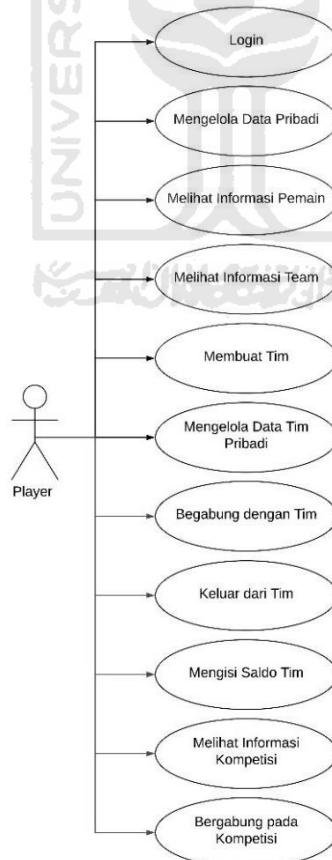 UNIVERS
Login
Mengelola Data Pribadi
Melihat Informasi Pemain
Melihat Informasi Team
Membuat Tim
Mengelola Data Tim
Pribadi
Player
Begabung dengan Tim
Keluar dari Tim
Mengisi Saldo Tim
Melihat Informasi
Kompetisi
Bergabung pada
Kompetisi